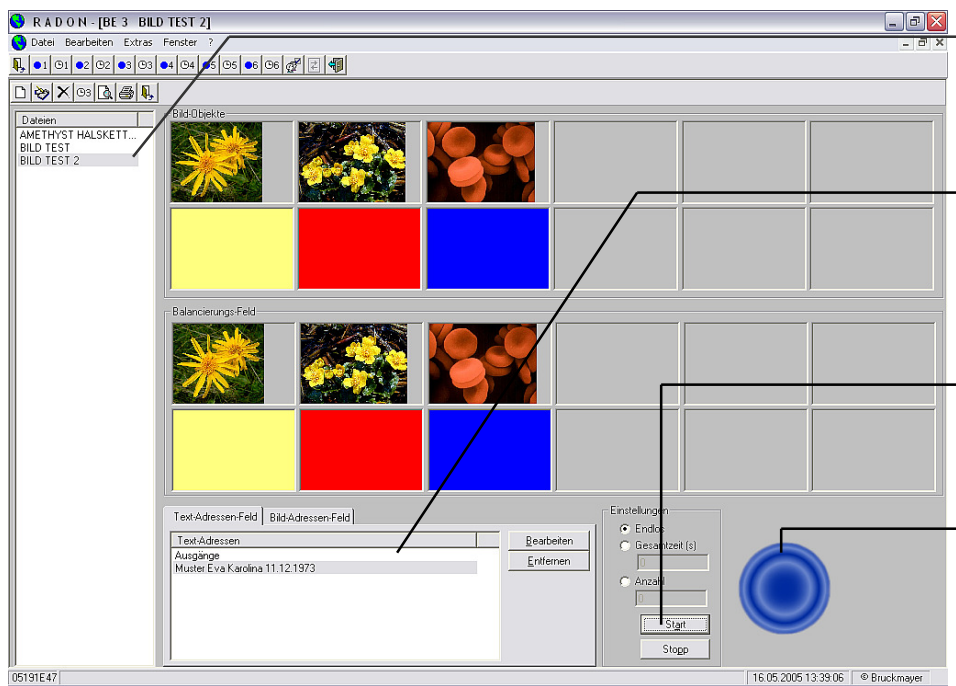 R A D O N - [BE 3 BILD TEST 2]
Datei Bearbeiten Extras Fenster ?
1 1 2 2 3 3 4 4 5 5 6 6 Z
3
Dateien
AMETHYST HALSKETT...
BILD TEST
BILD TEST 2
Bild-Objekte
Balancierungs-Feld
Text-Adressen-Feld Bild-Adressen-Feld
Text-Adressen
Ausgänge
Muster Eva Karolina 11.12.1973
Bearbeiten
Entfernen
Einstellungen
Endlos
Gesamtzeit (s)
0
Anzahl
0
Start
Stopp
05191E47 16.05.2005 13:39:06 © Bruckmayer